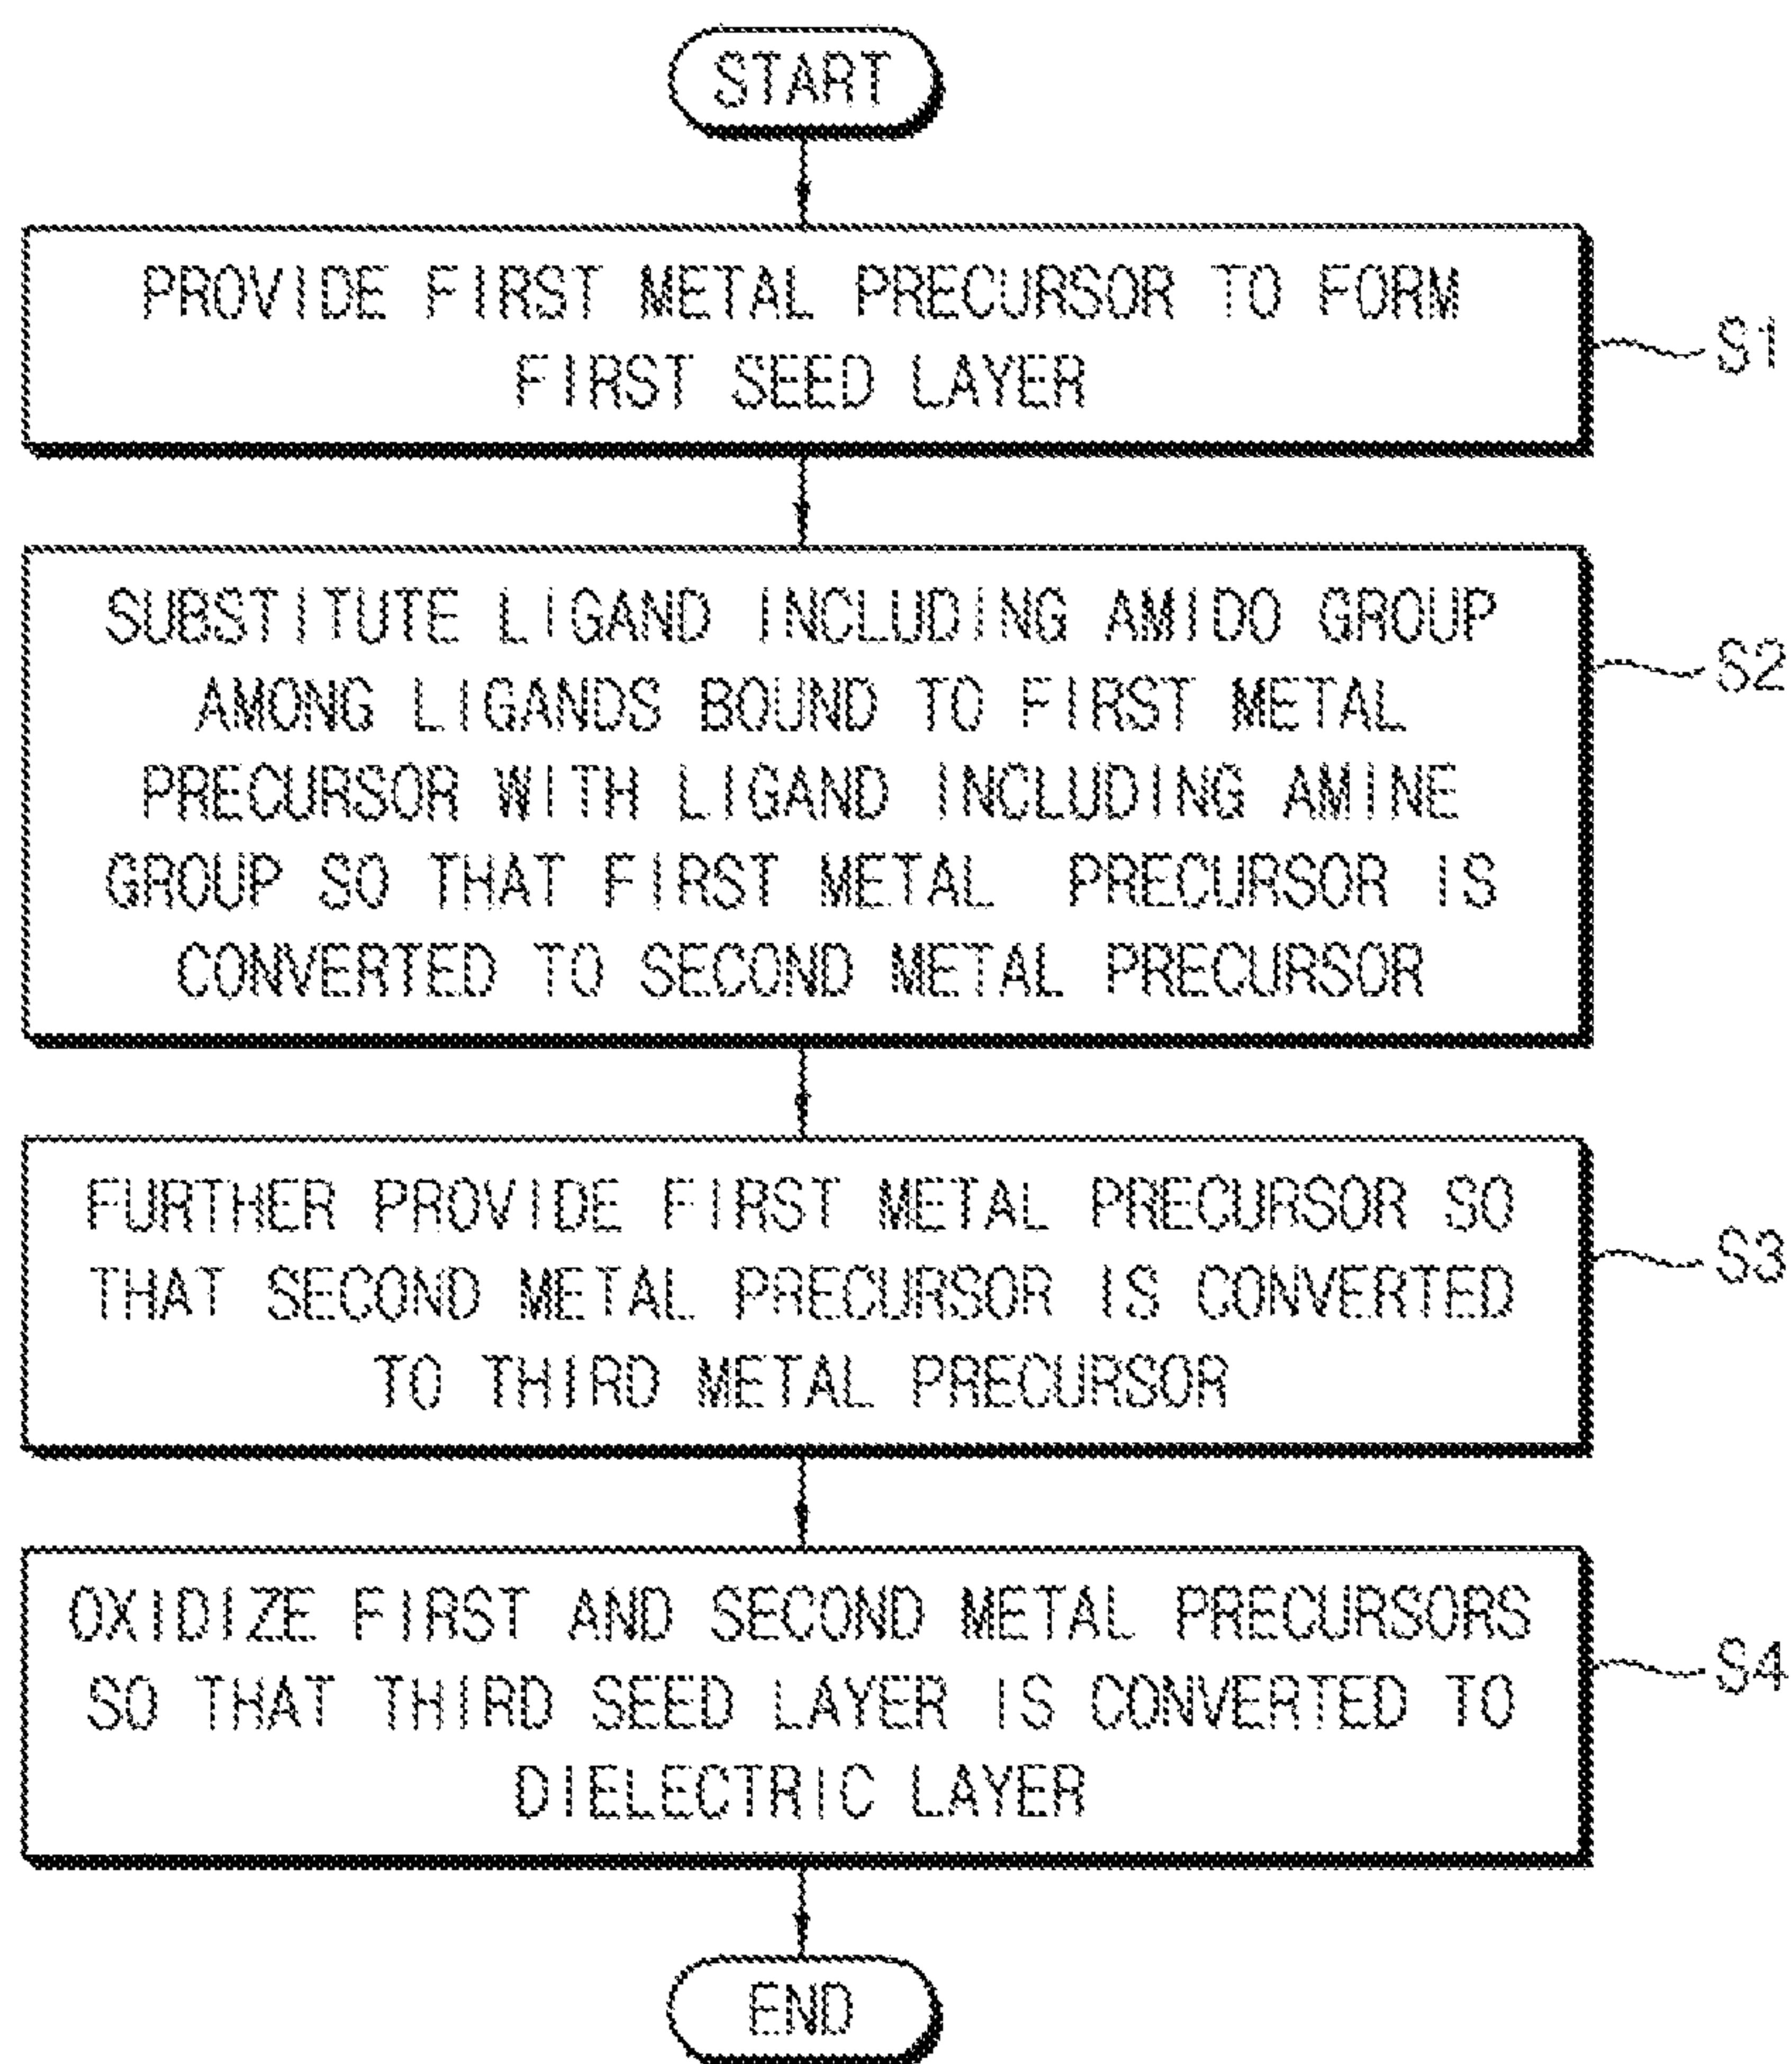 START
PROVIDE FIRST METAL PRECURSOR TO FORM
FIRST SEED LAYER
S1
SUBSTITUTE LIGAND INCLUDING AMIDO GROUP
AMONG LIGANDS BOUND TO FIRST METAL
PRECURSOR WITH LIGAND INCLUDING AMINE
GROUP SO THAT FIRST METAL PRECURSOR IS
CONVERTED TO SECOND METAL PRECURSOR
S2
FURTHER PROVIDE FIRST METAL PRECURSOR SO
THAT SECOND METAL PRECURSOR IS CONVERTED
TO THIRD METAL PRECURSOR
S3
OXIDIZE FIRST AND SECOND METAL PRECURSORS
SO THAT THIRD SEED LAYER IS CONVERTED TO
DIELECTRIC LAYER
S4
END